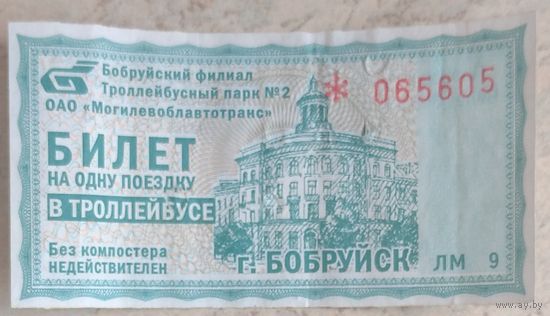 Бобруйский филиал
Троллейбусный парк №2
ОАО «Могилевоблавтотранс»
* 065605
БИЛЕТ
НА ОДНУ ПОЕЗДКУ
В ТРОЛЛЕЙБУСЕ
Без компостера
НЕДЕЙСТВИТЕЛЕН
г. БОБРУЙСК
ЛМ 9
www.ay.by